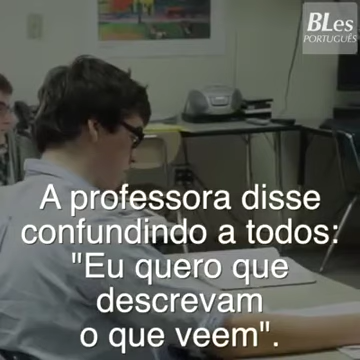 BLes
PORTUGUÊS
A professora disse
confundindo a todos:
"Eu quero que
descrevam
o que veem".